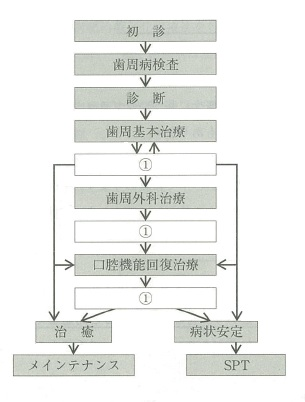 初　診
歯周病検査
診　断
歯周基本治療
①
歯周外科治療
①
口腔機能回復治療
①
治　癒
病状安定
メインテナンス
SPT